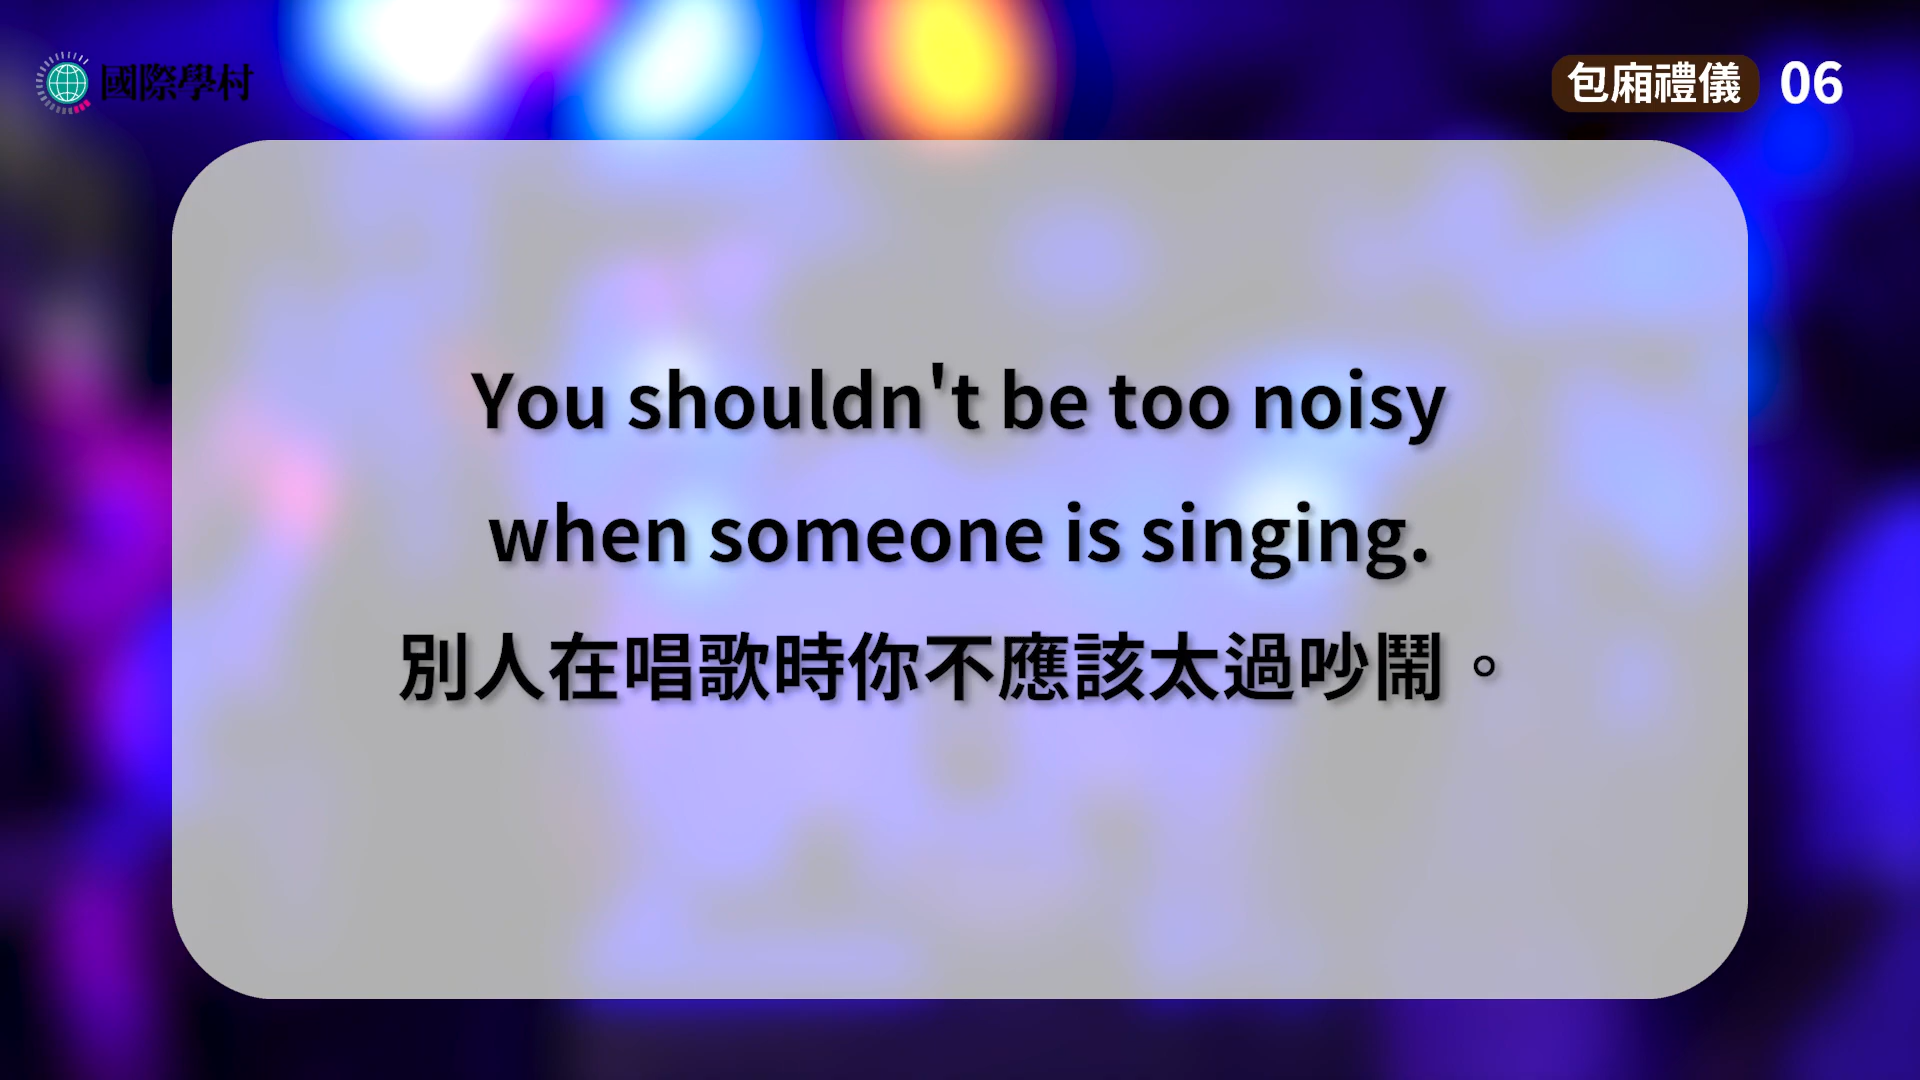 國際學村
包廂禮儀 06
You shouldn't be too noisy
when someone is singing.
別人在唱歌時你不應該太過吵鬧。